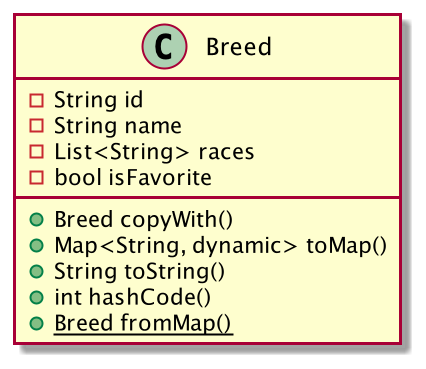 C Breed
String id
String name
List<String> races
bool isFavorite
Breed copyWith()
Map<String, dynamic> toMap()
String toString()
int hashCode()
Breed fromMap()